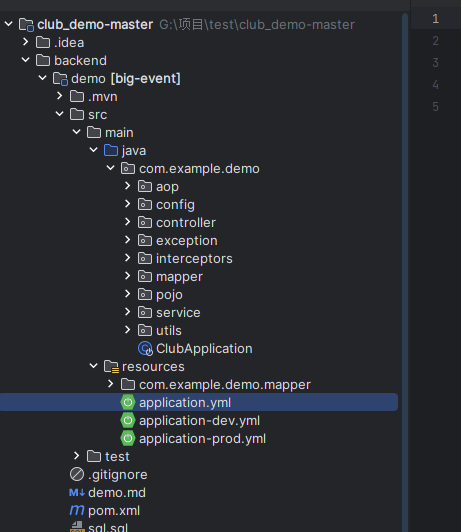 club_demo-master G:\项目\test\club_demo-master
.idea
backend
demo [big-event]
.mvn
src
main
java
com.example.demo
aop
config
controller
exception
interceptors
mapper
pojo
service
utils
ClubApplication
resources
com.example.demo.mapper
application.yml
application-dev.yml
application-prod.yml
test
.gitignore
M↓ demo.md
m pom.xml
sql.sql
1
2
3
4
5